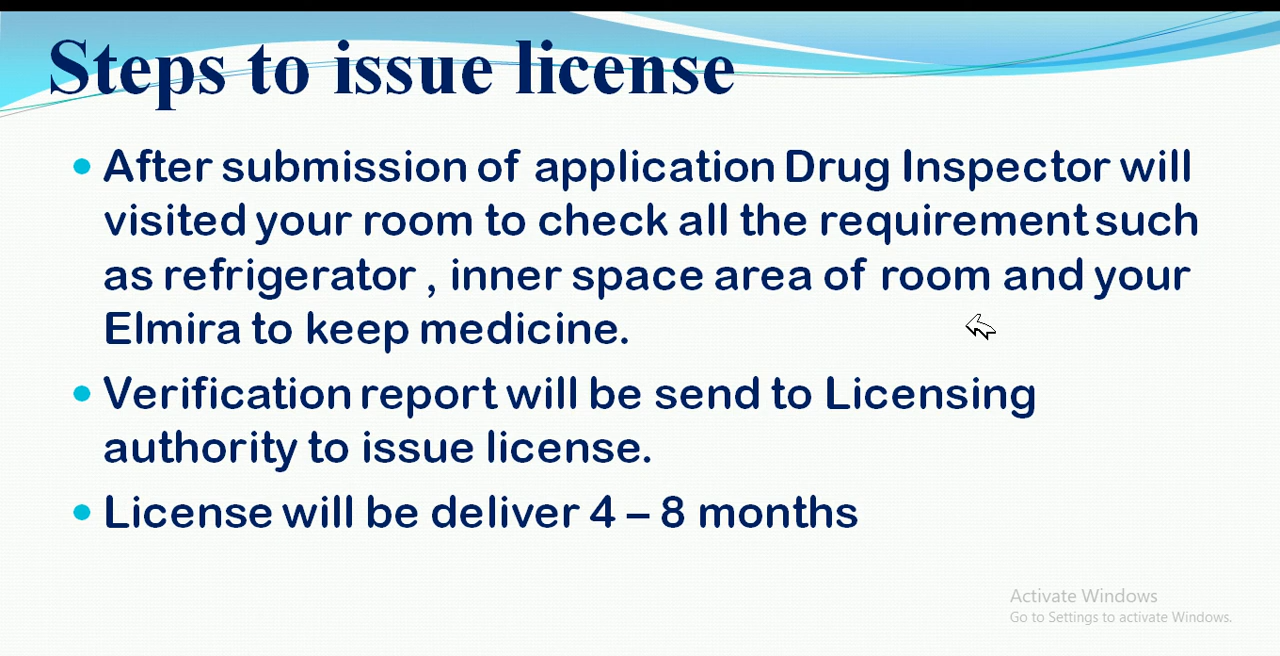 Steps to issue license
• After submission of application Drug Inspector will
visited your room to check all the requirement such
as refrigerator , inner space area of room and your
Elmira to keep medicine.
• Verification report will be send to Licensing
authority to issue license.
• License will be deliver 4 – 8 months
Activate Windows
Go to Settings to activate Windows.